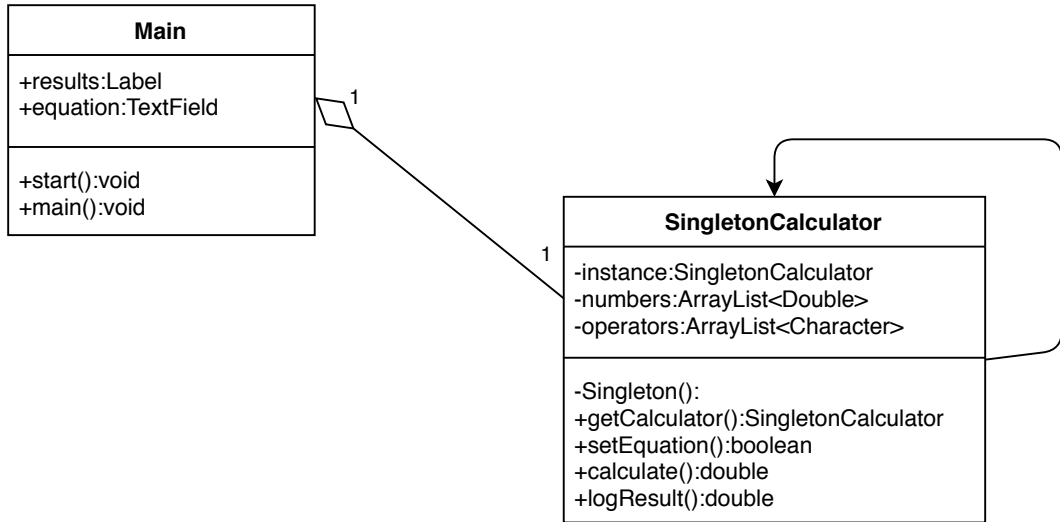 Main
+results:Label
+equation:TextField
+start():void
+main():void
1
1
SingletonCalculator
-instance:SingletonCalculator
-numbers:ArrayList<Double>
-operators:ArrayList<Character>
-Singleton():
+getCalculator():SingletonCalculator
+setEquation():boolean
+calculate():double
+logResult():double